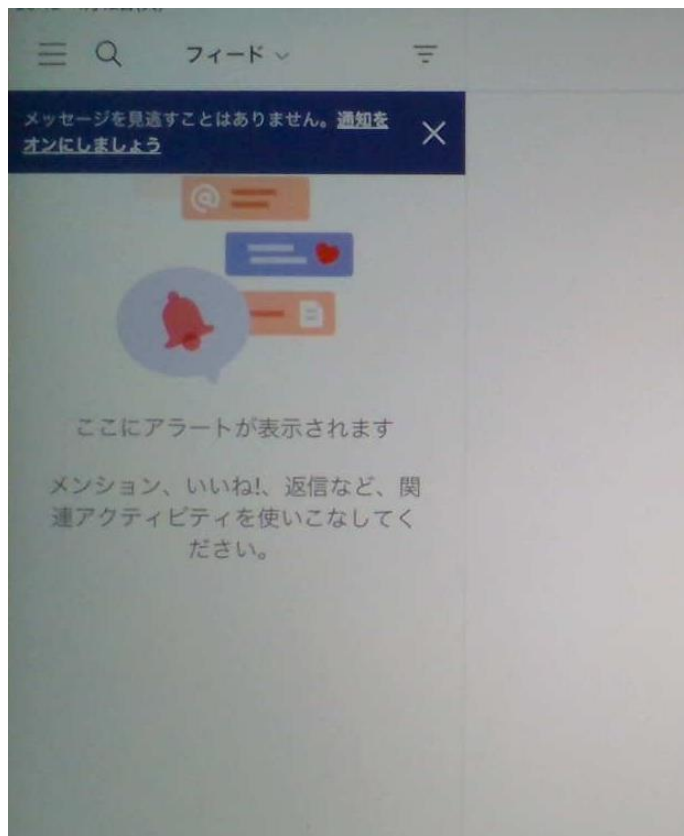 フィード
メッセージを見逃すことはありません。通知を
オンにしましょう
@
ここにアラートが表示されます
メンション、いいね!、返信など、関
連アクティビティを使いこなしてく
ださい。